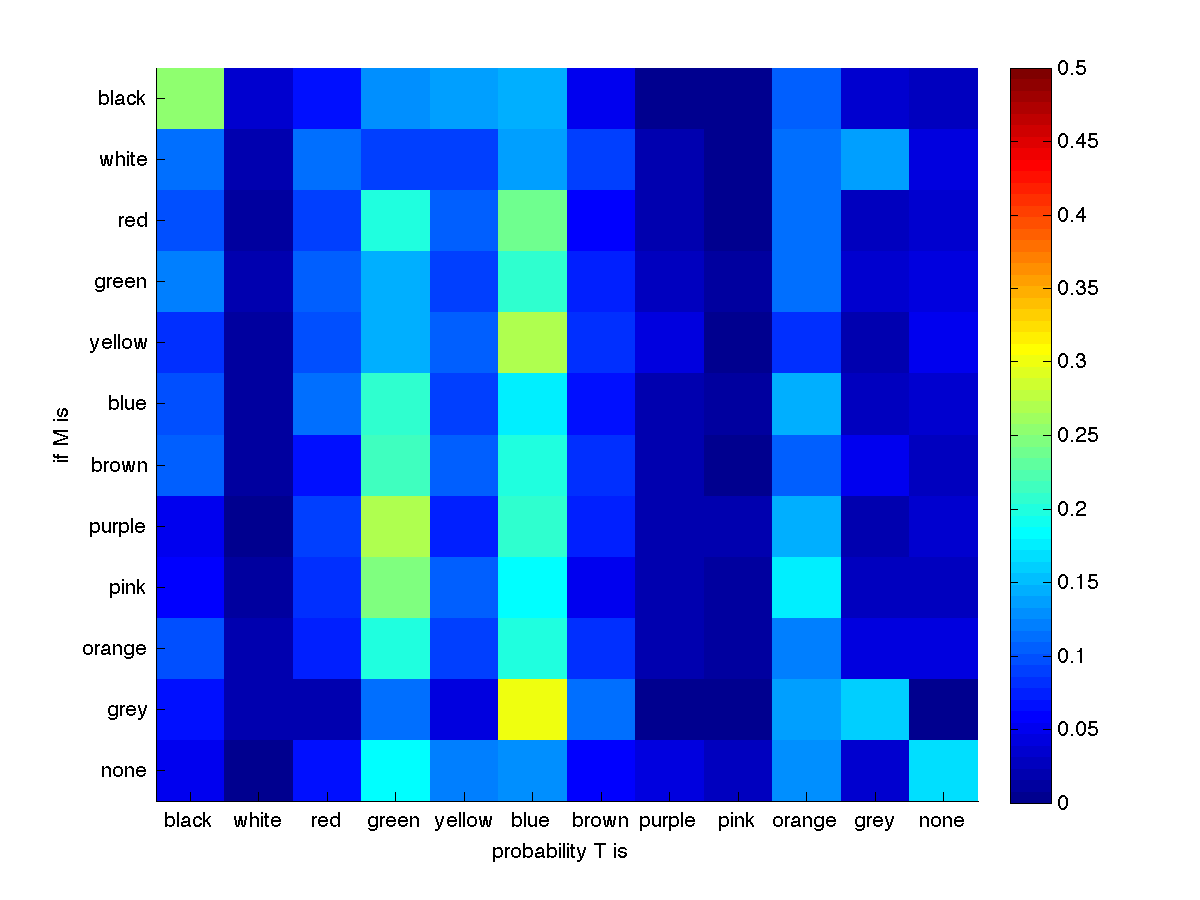 0.5
black
0.45
white
0.4
red
0.35
green
yellow
0.3
blue
0.25
if M is
brown
0.2
purple
0.15
pink
orange
0.1
grey
0.05
none
0
black white red green yellow blue brown purple pink orange grey none
probability T is